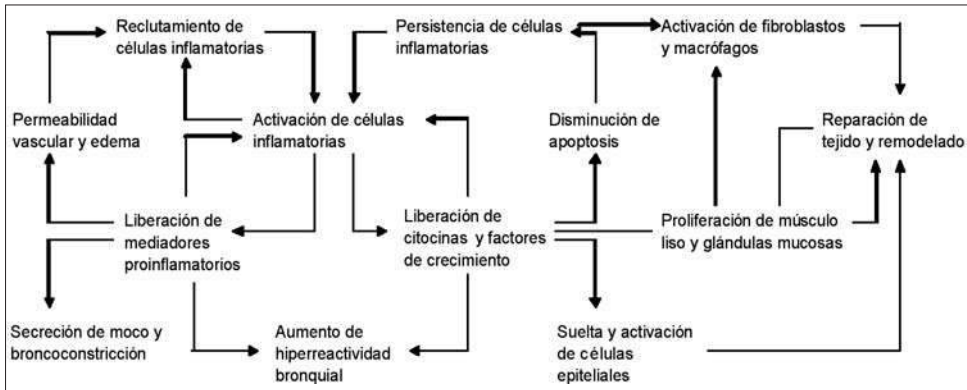 Reclutamiento de
células inflamatorias
Persistencia de células
inflamatorias
Activación de fibroblastos
y macrófagos
Permeabilidad
vascular y edema
Activación de células
inflamatorias
Disminución de
apoptosis
Reparación de
tejido y remodelado
Liberación de
mediadores
proinflamatorios
Liberación de
citocinas y factores
de crecimiento
Proliferación de músculo
liso y glándulas mucosas
Secreción de moco y
broncoconstricción
Aumento de
hiperreactividad
bronquial
Suelta y activación
de células
epiteliales